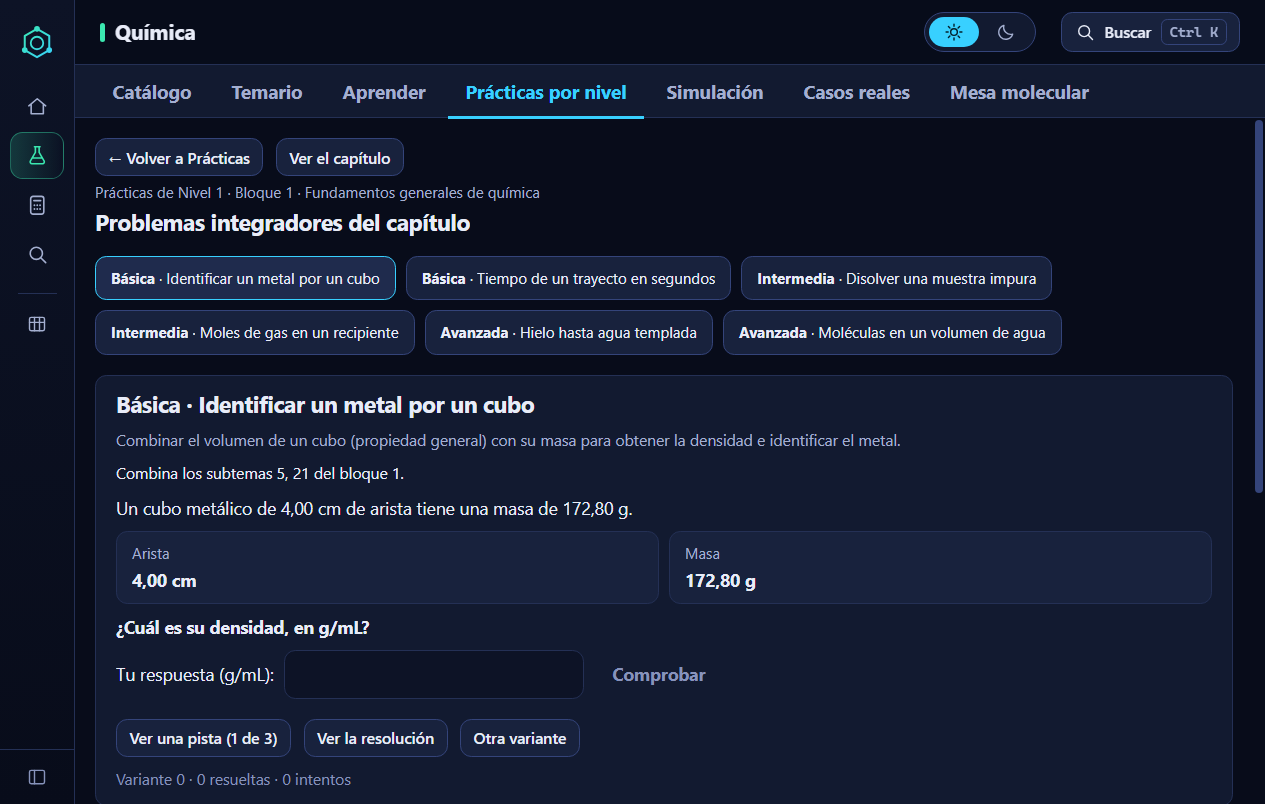 Química
Buscar Ctrl K
Catálogo Temario Aprender Prácticas por nivel Simulación Casos reales Mesa molecular
← Volver a Prácticas Ver el capítulo
Prácticas de Nivel 1 · Bloque 1 · Fundamentos generales de química
Problemas integradores del capítulo
Básica · Identificar un metal por un cubo Básica · Tiempo de un trayecto en segundos Intermedia · Disolver una muestra impura
Intermedia · Moles de gas en un recipiente Avanzada · Hielo hasta agua templada Avanzada · Moléculas en un volumen de agua
Básica · Identificar un metal por un cubo
Combinar el volumen de un cubo (propiedad general) con su masa para obtener la densidad e identificar el metal.
Combina los subtemas 5, 21 del bloque 1.
Un cubo metálico de 4,00 cm de arista tiene una masa de 172,80 g.
Arista
4,00 cm
Masa
172,80 g
¿Cuál es su densidad, en g/mL?
Tu respuesta (g/mL): Comprobar
Ver una pista (1 de 3) Ver la resolución Otra variante
Variante 0 · 0 resueltas · 0 intentos